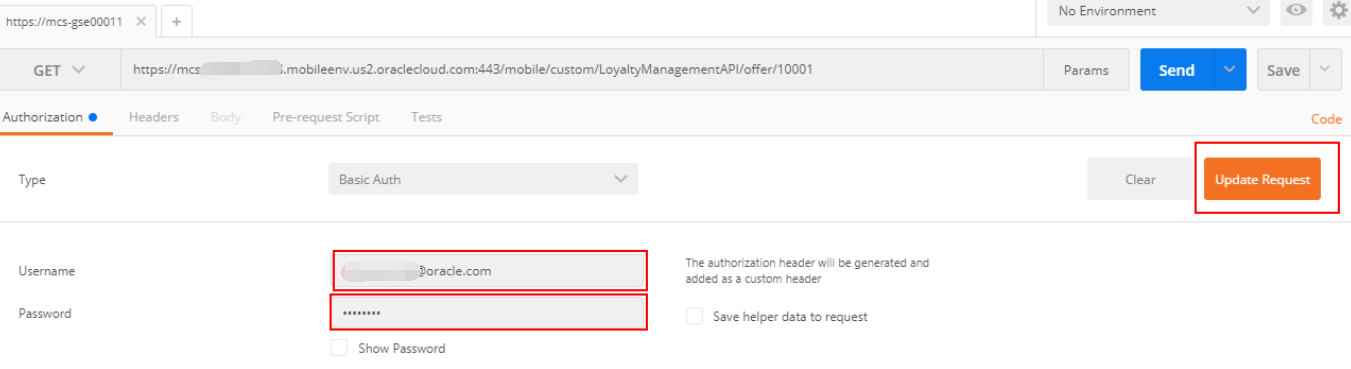 https://mcs-gse00011
No Environment
GET
https://mcs .mobileenv.us2.oraclecloud.com:443/mobile/custom/LoyaltyManagementAPI/offer/10001
Params
Send
Save
Authorization
Headers
Body
Pre-request Script
Tests
Code
Type
Basic Auth
Clear
Update Request
Username
@oracle.com
The authorization header will be generated and
added as a custom header
Password
••••••••
Save helper data to request
Show Password